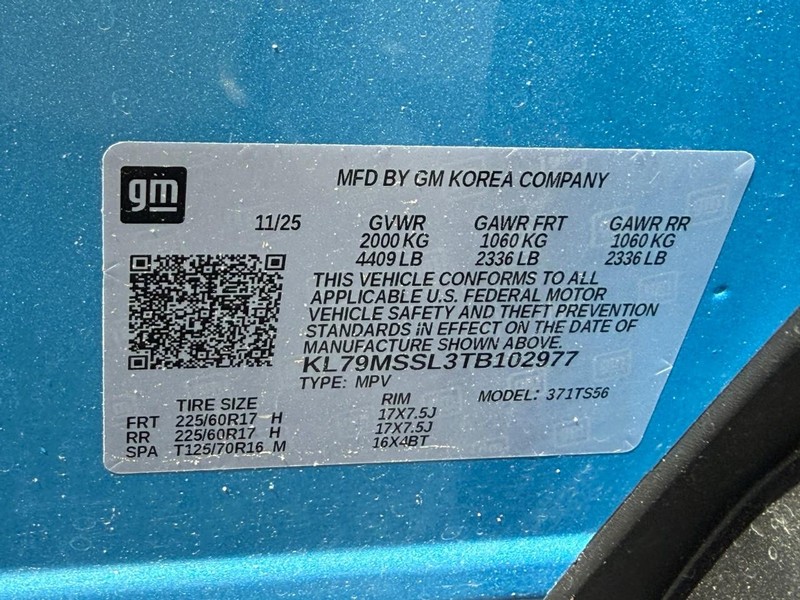 gm
MFD BY GM KOREA COMPANY
11/25 GVWR GAWR FRT GAWR RR
2000 KG 1060 KG 1060 KG
4409 LB 2336 LB 2336 LB
THIS VEHICLE CONFORMS TO ALL
APPLICABLE U.S. FEDERAL MOTOR
VEHICLE SAFETY AND THEFT PREVENTION
STANDARDS IN EFFECT ON THE DATE OF
MANUFACTURE SHOWN ABOVE.
KL79MSSL3TB102977
TYPE: MPV MODEL: 371TS56
TIRE SIZE RIM
FRT 225/60R17 H 17X7.5J
RR 225/60R17 H 17X7.5J
SPA T125/70R16 M 16X4BT